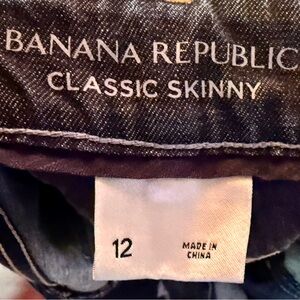 BANANA REPUBLIC
CLASSIC SKINNY
12
MADE IN
CHINA